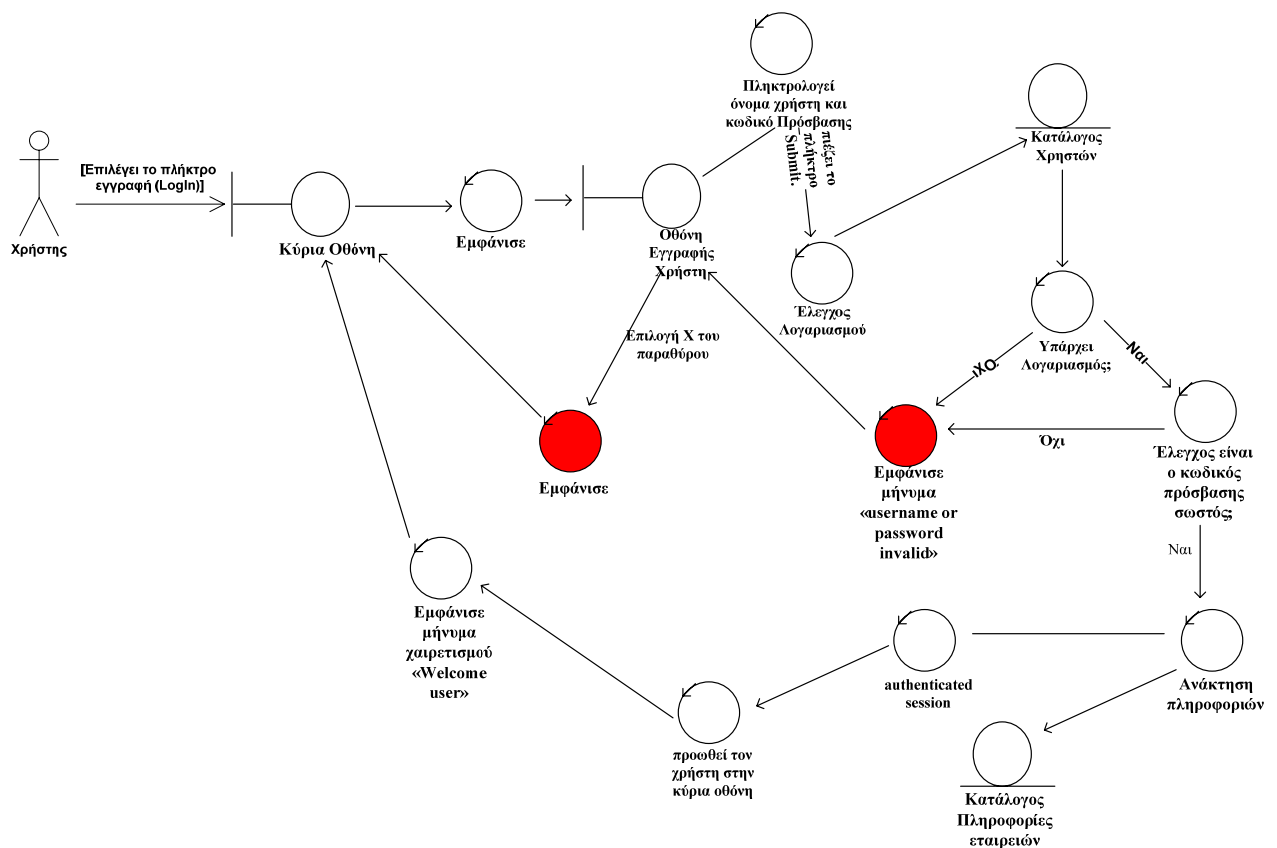 Πληκτρολογεί
όνομα χρήστη και
κωδικό Πρόσβασης
πιέζει το
πλήκτρο
Submit.
Κατάλογος
Χρηστών
[Επιλέγει το πλήκτρο
εγγραφή (LogIn)]
Χρήστης
Κύρια Οθόνη
Εμφάνισε
Οθόνη
Εγγραφής
Χρήστη
Έλεγχος
Λογαριασμού
Επιλογή Χ του
παραθύρου
Υπάρχει
Λογαριασμός;
Όχι
Ναι
Όχι
Εμφάνισε
Εμφάνισε
μήνυμα
«username or
password
invalid»
Έλεγχος είναι
ο κωδικός
πρόσβασης
σωστός;
Ναι
Εμφάνισε
μήνυμα
χαιρετισμού
«Welcome
user»
authenticated
session
Ανάκτηση
πληροφοριών
προωθεί τον
χρήστη στην
κύρια οθόνη
Κατάλογος
Πληροφορίες
εταιρειών